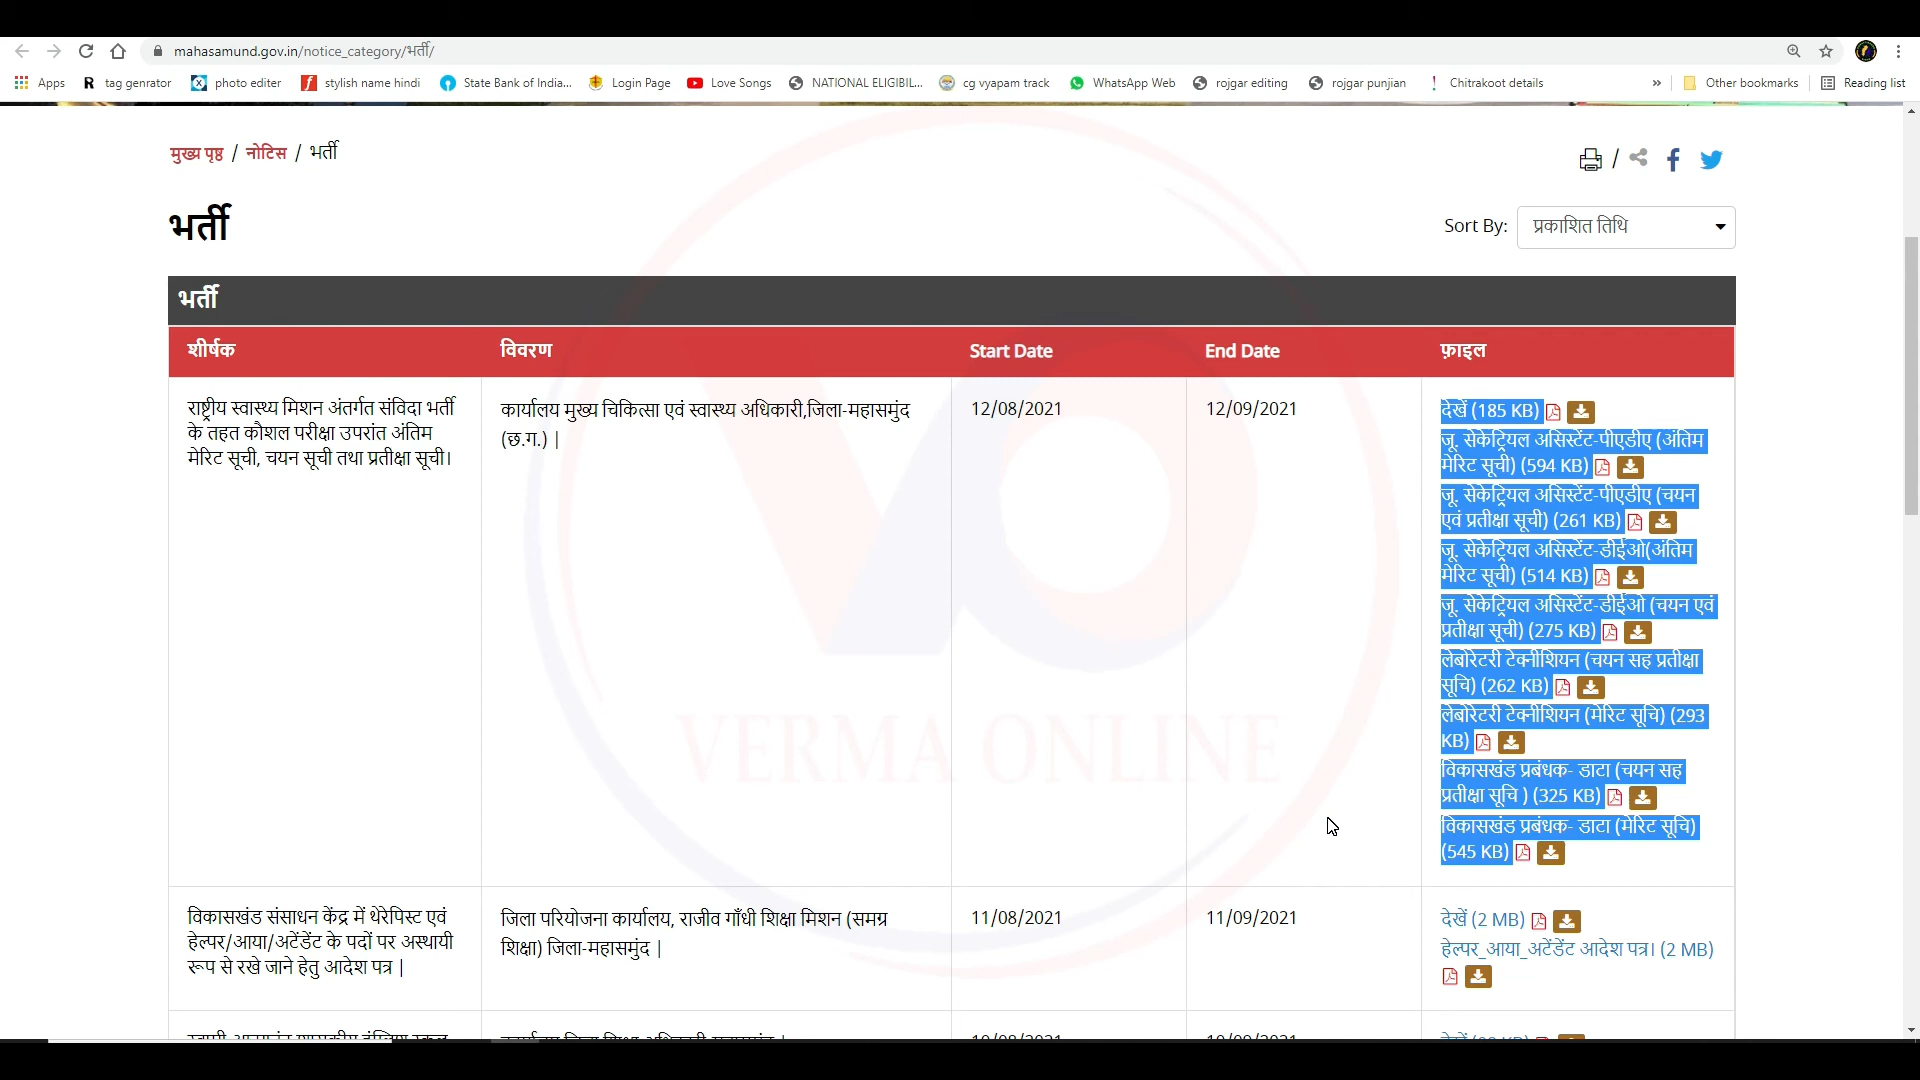 mahasamund.gov.in/notice_category/भर्ती/
Apps
tag genrator
photo editer
stylish name hindi
State Bank of India...
Login Page
Love Songs
NATIONAL ELIGIBIL...
cg vyapam track
WhatsApp Web
rojgar editing
rojgar punjian
Chitrakoot details
»
Other bookmarks
Reading list
मुख्य पृष्ठ / नोटिस / भर्ती
भर्ती
Sort By: प्रकाशित तिथि
भर्ती
शीर्षक विवरण Start Date End Date फ़ाइल
राष्ट्रीय स्वास्थ्य मिशन अंतर्गत संविदा भर्ती
के तहत कौशल परीक्षा उपरांत अंतिम
मेरिट सूची, चयन सूची तथा प्रतीक्षा सूची।
कार्यालय मुख्य चिकित्सा एवं स्वास्थ्य अधिकारी,जिला-महासमुंद
(छ.ग.) |
12/08/2021
12/09/2021
देखें (185 KB)
जू. सेकेट्रियल असिस्टेंट-पीएडीए (अंतिम
मेरिट सूची) (594 KB)
जू. सेकेट्रियल असिस्टेंट-पीएडीए (चयन
एवं प्रतीक्षा सूची) (261 KB)
जू. सेकेट्रियल असिस्टेंट-डीईओ(अंतिम
मेरिट सूची) (514 KB)
जू. सेकेट्रियल असिस्टेंट-डीईओ (चयन एवं
प्रतीक्षा सूची) (275 KB)
लेबोरेटरी टेक्नीशियन (चयन सह प्रतीक्षा
सूचि) (262 KB)
लेबोरेटरी टेक्नीशियन (मेरिट सूचि) (293
KB)
विकासखंड प्रबंधक- डाटा (चयन सह
प्रतीक्षा सूचि ) (325 KB)
विकासखंड प्रबंधक- डाटा (मेरिट सूचि)
(545 KB)
VERMA ONLINE
विकासखंड संसाधन केंद्र में थेरेपिस्ट एवं
हेल्पर/आया/अटेंडेंट के पदों पर अस्थायी
रूप से रखे जाने हेतु आदेश पत्र |
जिला परियोजना कार्यालय, राजीव गाँधी शिक्षा मिशन (समग्र
शिक्षा) जिला-महासमुंद |
11/08/2021
11/09/2021
देखें (2 MB)
हेल्पर_आया_अटेंडेंट आदेश पत्र। (2 MB)